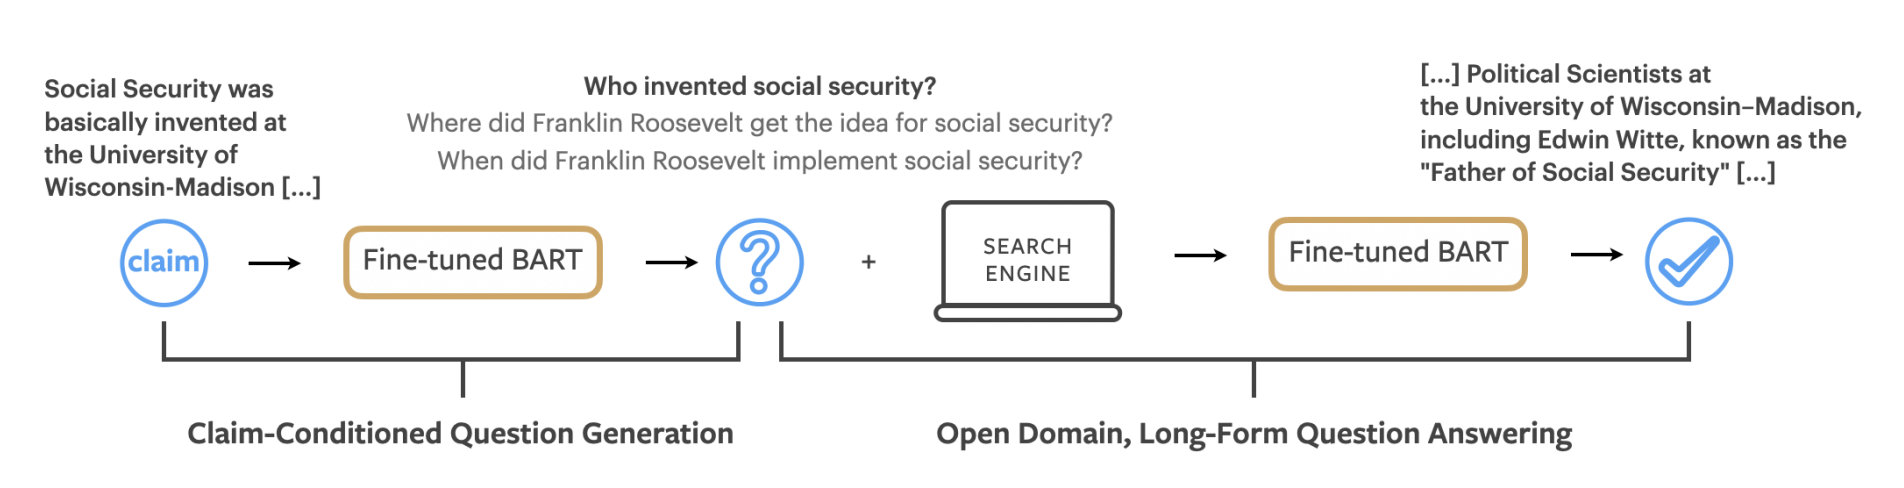 Social Security was
basically invented at
the University of
Wisconsin-Madison [...]
Who invented social security?
Where did Franklin Roosevelt get the idea for social security?
When did Franklin Roosevelt implement social security?
[...] Political Scientists at
the University of Wisconsin–Madison,
including Edwin Witte, known as the
"Father of Social Security" [...]
claim
Fine-tuned BART
?
+
SEARCH
ENGINE
Fine-tuned BART
Claim-Conditioned Question Generation
Open Domain, Long-Form Question Answering